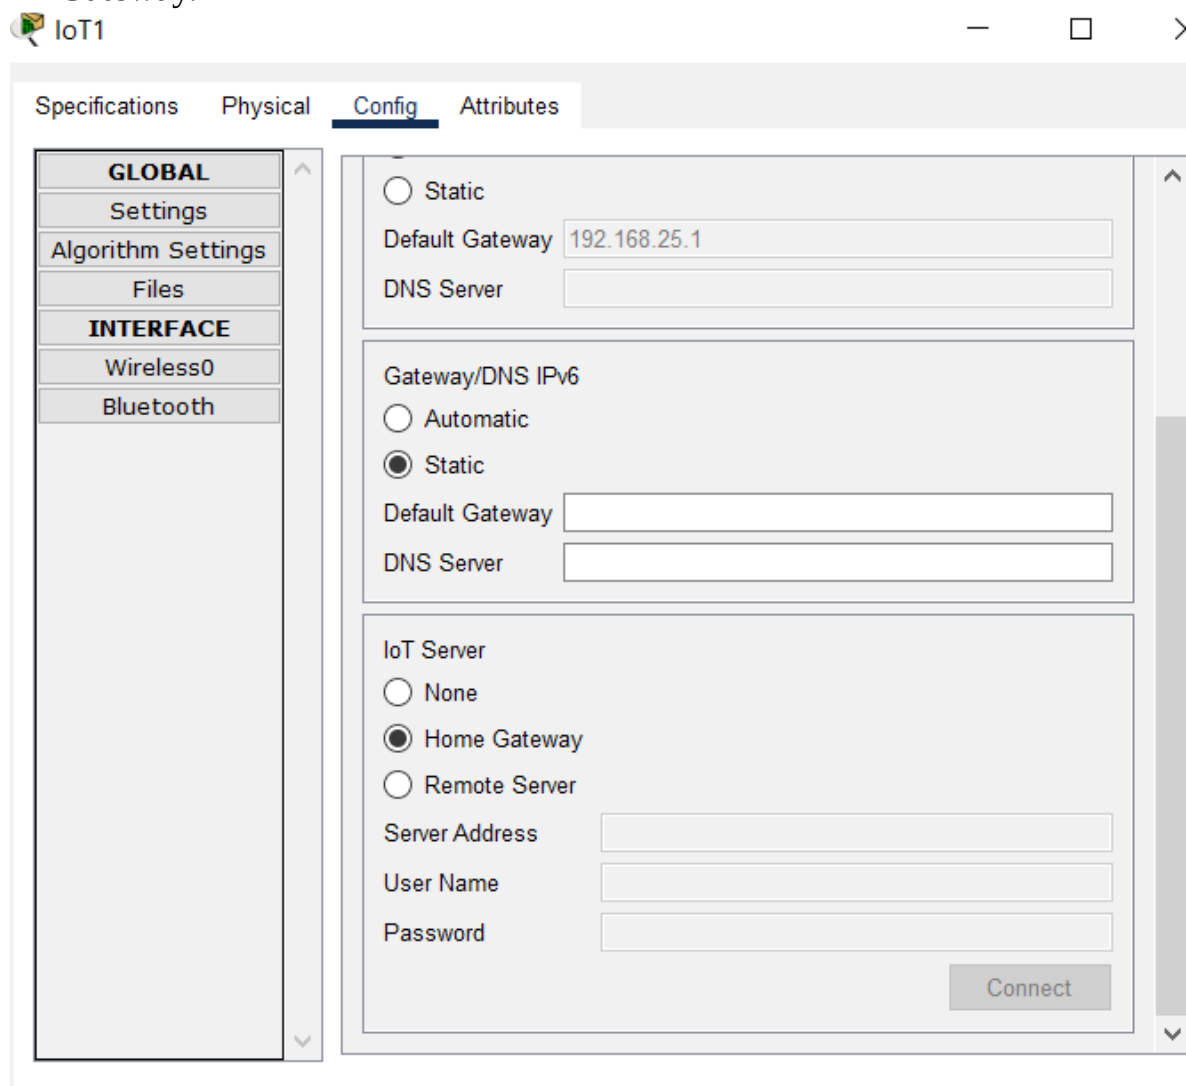 Gateway.
IoT1
Specifications Physical Config Attributes
GLOBAL
Settings
Algorithm Settings
Files
INTERFACE
Wireless0
Bluetooth
Static
Default Gateway 192.168.25.1
DNS Server
Gateway/DNS IPv6
Automatic
Static
Default Gateway
DNS Server
IoT Server
None
Home Gateway
Remote Server
Server Address
User Name
Password
Connect